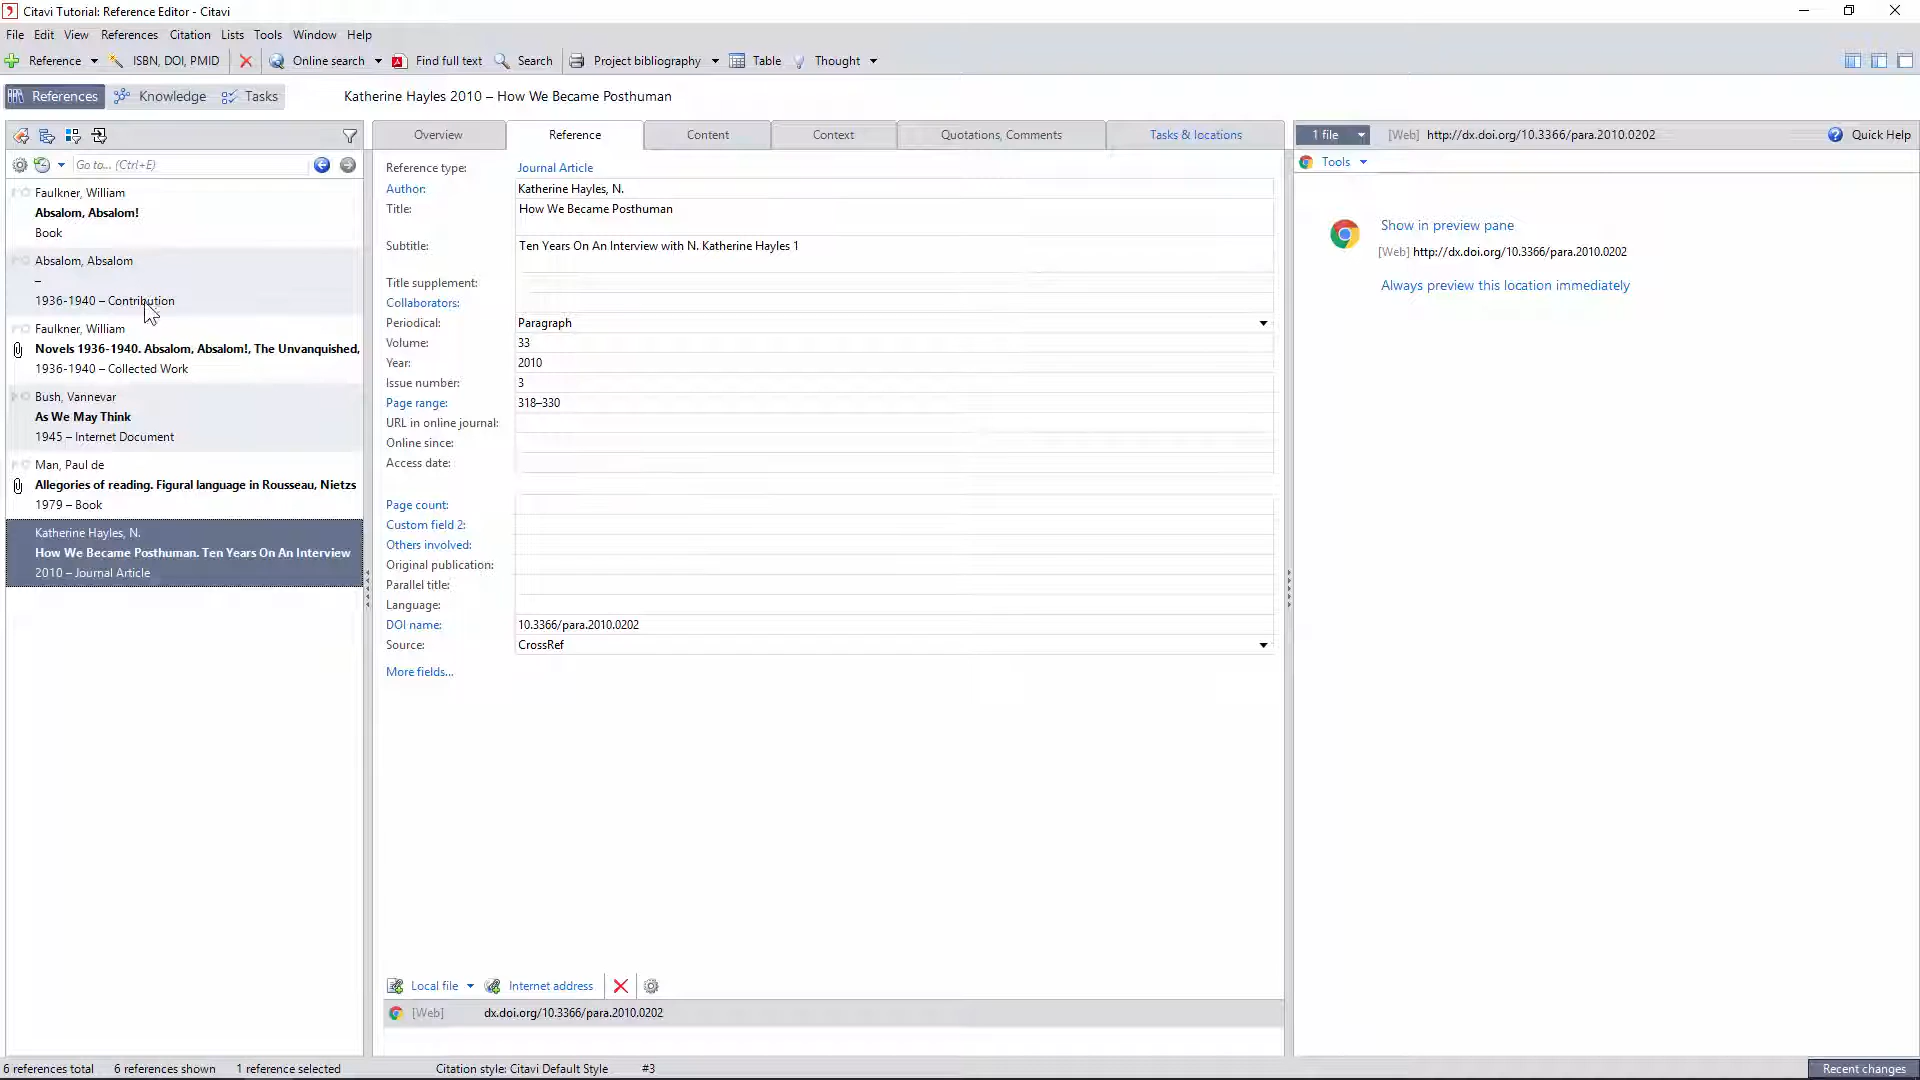 Citavi Tutorial: Reference Editor - Citavi
File Edit View References Citation Lists Tools Window Help
Reference ISBN, DOI, PMID Online search Find full text Search Project bibliography Table Thought
References Knowledge Tasks Katherine Hayles 2010 – How We Became Posthuman
Overview Reference Content Context Quotations, Comments Tasks & locations
1 file [Web] http://dx.doi.org/10.3366/para.2010.0202 Quick Help
Go to... (Ctrl+E)
Tools
Faulkner, William
Absalom, Absalom!
Book
Absalom, Absalom
–
1936-1940 – Contribution
Faulkner, William
Novels 1936-1940. Absalom, Absalom!, The Unvanquished,
1936-1940 – Collected Work
Bush, Vannevar
As We May Think
1945 – Internet Document
Man, Paul de
Allegories of reading. Figural language in Rousseau, Nietzs
1979 – Book
Katherine Hayles, N.
How We Became Posthuman. Ten Years On An Interview
2010 – Journal Article
Reference type: Journal Article
Author: Katherine Hayles, N.
Title: How We Became Posthuman
Subtitle: Ten Years On An Interview with N. Katherine Hayles 1
Title supplement:
Collaborators:
Periodical: Paragraph
Volume: 33
Year: 2010
Issue number: 3
Page range: 318–330
URL in online journal:
Online since:
Access date:
Page count:
Custom field 2:
Others involved:
Original publication:
Parallel title:
Language:
DOI name: 10.3366/para.2010.0202
Source: CrossRef
More fields...
Local file Internet address
[Web] dx.doi.org/10.3366/para.2010.0202
Show in preview pane
[Web] http://dx.doi.org/10.3366/para.2010.0202
Always preview this location immediately
6 references total 6 references shown 1 reference selected Citation style: Citavi Default Style #3 Recent changes